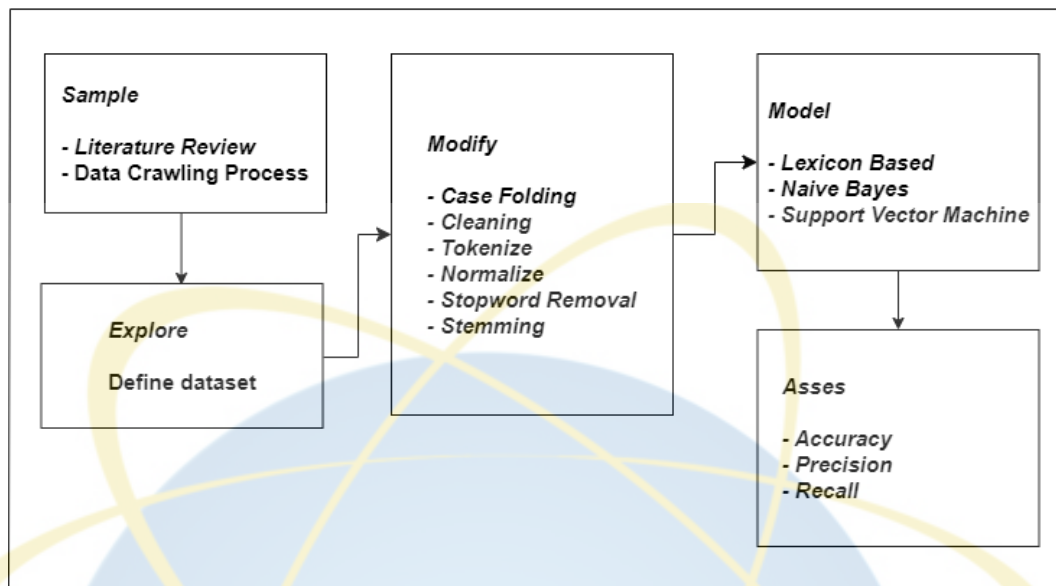 Sample
- Literature Review
- Data Crawling Process
Explore
Define dataset
Modify
- Case Folding
- Cleaning
- Tokenize
- Normalize
- Stopword Removal
- Stemming
Model
- Lexicon Based
- Naive Bayes
- Support Vector Machine
Asses
- Accuracy
- Precision
- Recall